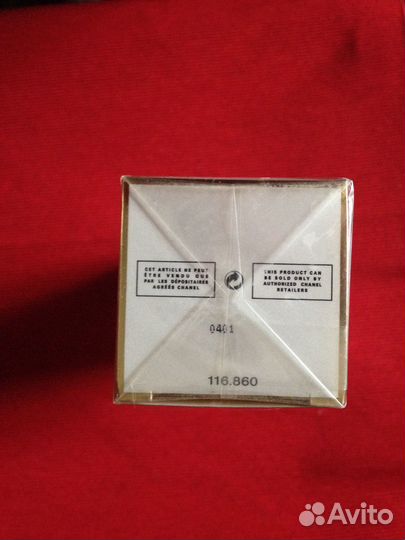 CET ARTICLE NE PEUT
ÊTRE VENDU QUE
PAR LES DÉPOSITAIRES
AGRÉÉS CHANEL
THIS PRODUCT CAN
BE SOLD ONLY BY
AUTHORIZED CHANEL
RETAILERS
0401
116.860
Avito